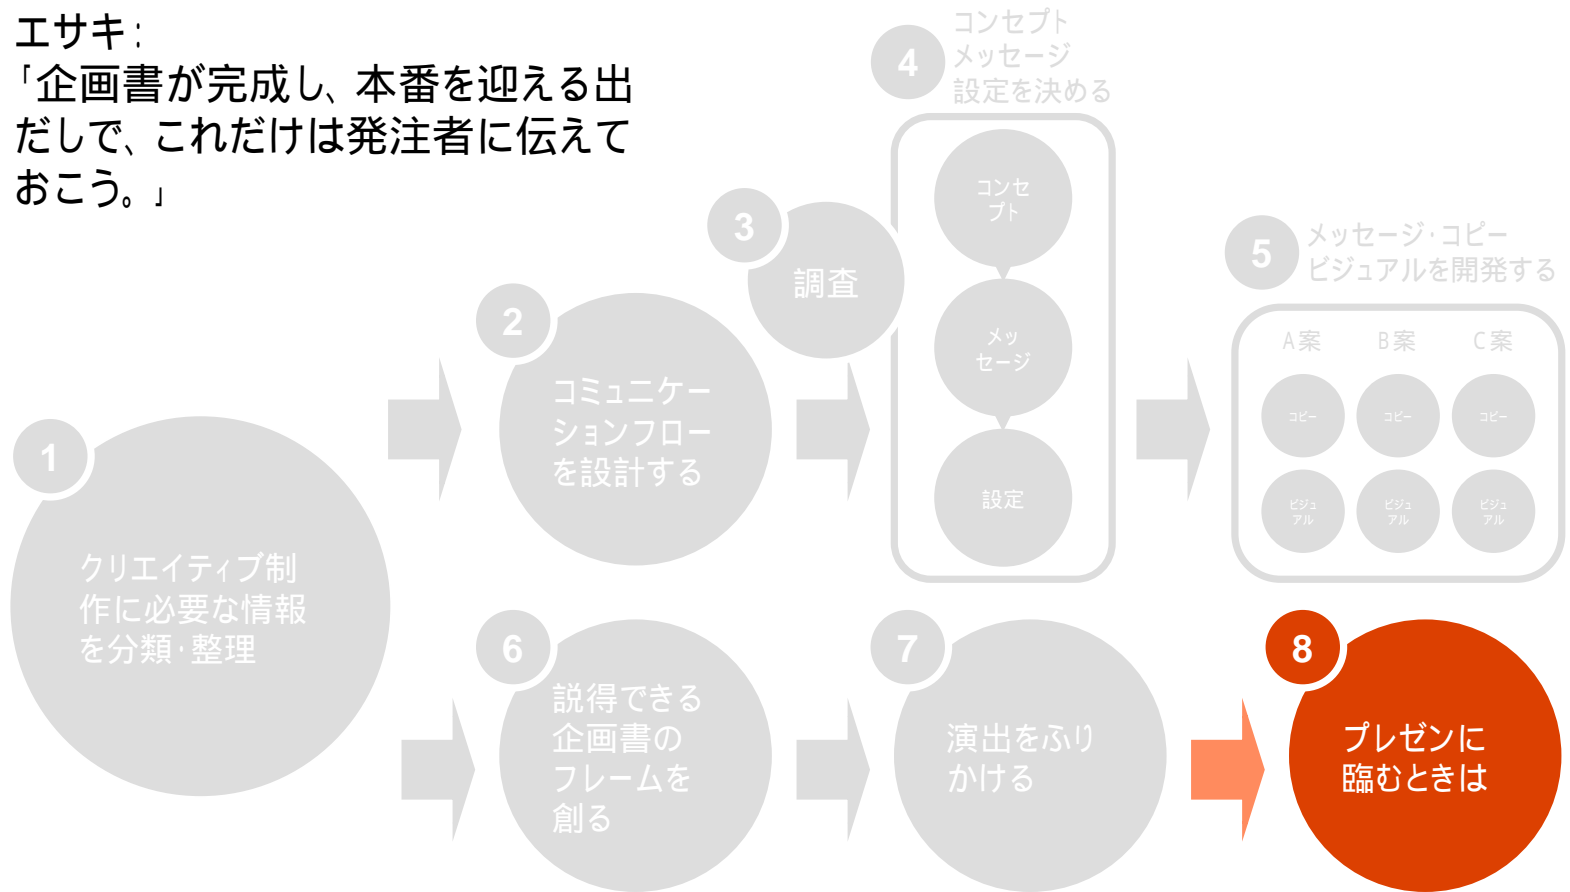 エサキ：
「企画書が完成し、本番を迎える出
だしで、これだけは発注者に伝えて
おこう。」
1
クリエイティブ制
作に必要な情報
を分類・整理
2
コミュニケー
ションフロー
を設計する
3
調査
4
コンセプト
メッセージ
設定を決める
コンセ
プト
メッ
セージ
設定
5
メッセージ・コピー
ビジュアルを開発する
A案 B案 C案
コピー コピー コピー
ビジュ ビジュ ビジュ
アル アル アル
6
説得できる
企画書の
フレームを
創る
7
演出をふり
かける
8
プレゼンに
臨むときは